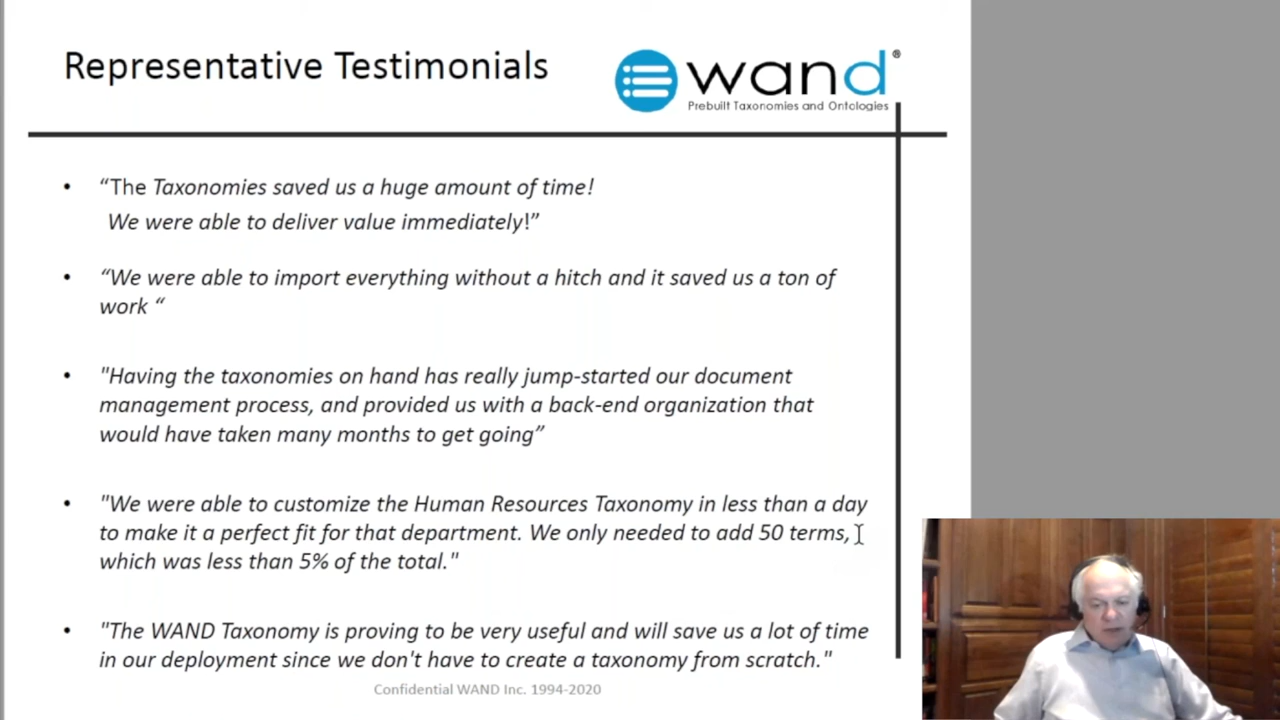 Representative Testimonials
wand®
Prebuilt Taxonomies and Ontologies
• “The Taxonomies saved us a huge amount of time!
We were able to deliver value immediately!”
• “We were able to import everything without a hitch and it saved us a ton of
work “
• "Having the taxonomies on hand has really jump-started our document
management process, and provided us with a back-end organization that
would have taken many months to get going”
• "We were able to customize the Human Resources Taxonomy in less than a day
to make it a perfect fit for that department. We only needed to add 50 terms,
which was less than 5% of the total."
• "The WAND Taxonomy is proving to be very useful and will save us a lot of time
in our deployment since we don't have to create a taxonomy from scratch."
Confidential WAND Inc. 1994-2020